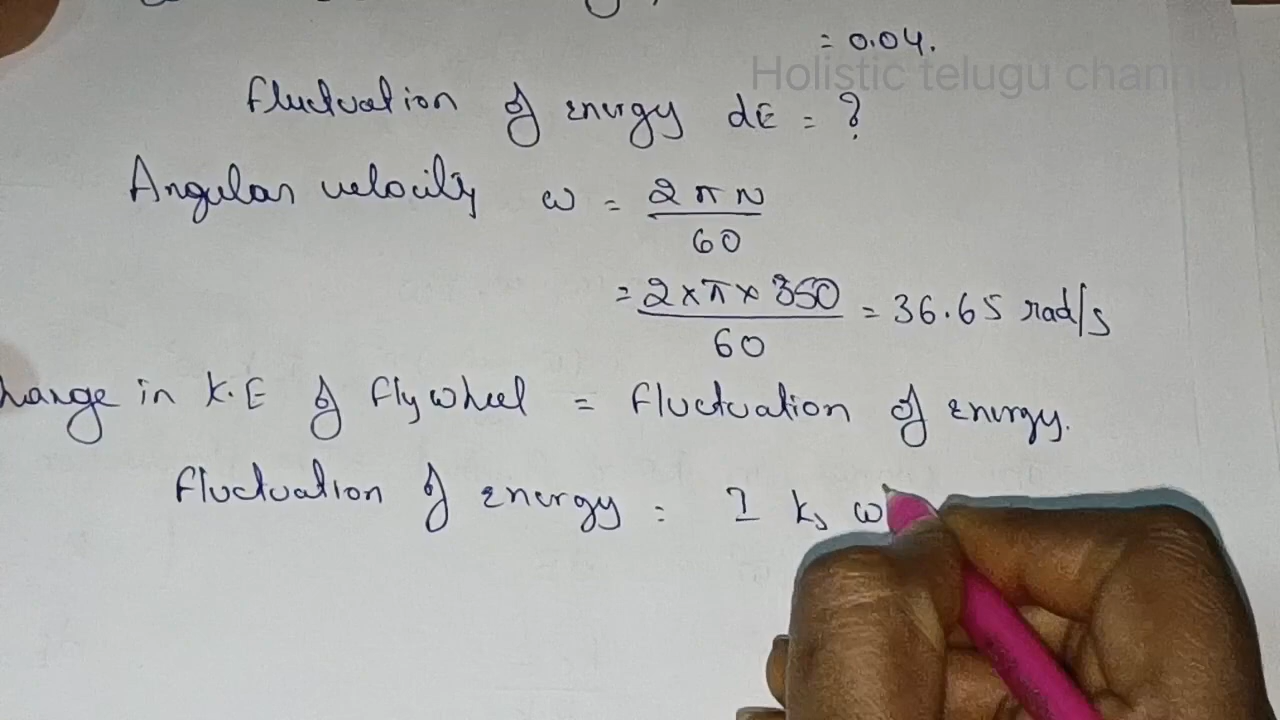 = 0.04.
Holistic telugu chann
Fluctuation of energy dE = ?
Angular velocity ω = 2πN
60
= 2×π×350 = 36.65 rad/s
60
hange in K.E of flywheel = Fluctuation of energy.
Fluctuation of energy = I ks ω